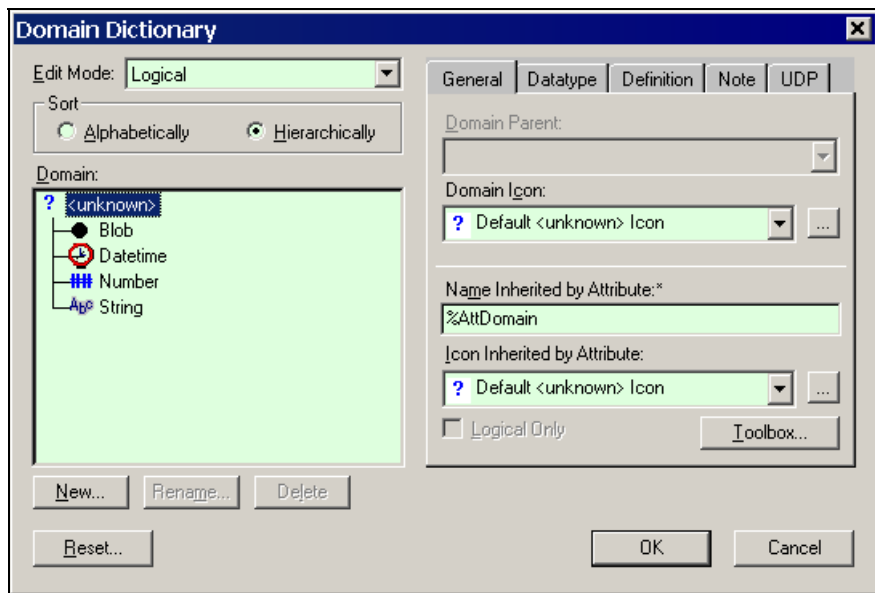 Domain Dictionary
Edit Mode: Logical
Sort
Alphabetically Hierarchically
Domain:
? <unknown>
Blob
Datetime
## Number
Abc String
New... Rename... Delete
Reset...
General Datatype Definition Note UDP
Domain Parent:
Domain Icon:
? Default <unknown> Icon ...
Name Inherited by Attribute:*
%AttDomain
Icon Inherited by Attribute:
? Default <unknown> Icon ...
Logical Only Toolbox...
OK Cancel